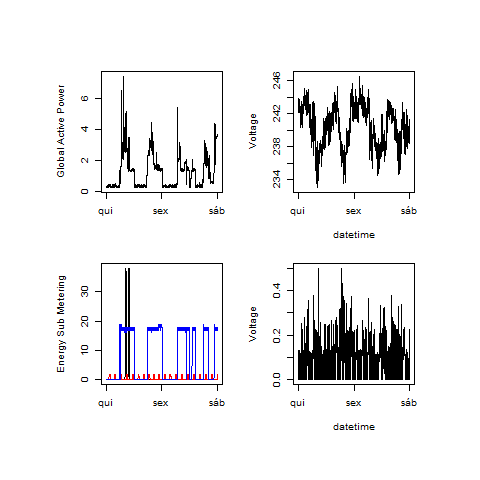 Global Active Power
0 2 4 6
qui sex sáb
Voltage
234 238 242 246
qui sex sáb
datetime
Energy Sub Metering
0 10 20 30
qui sex sáb
Voltage
0.0 0.2 0.4
qui sex sáb
datetime